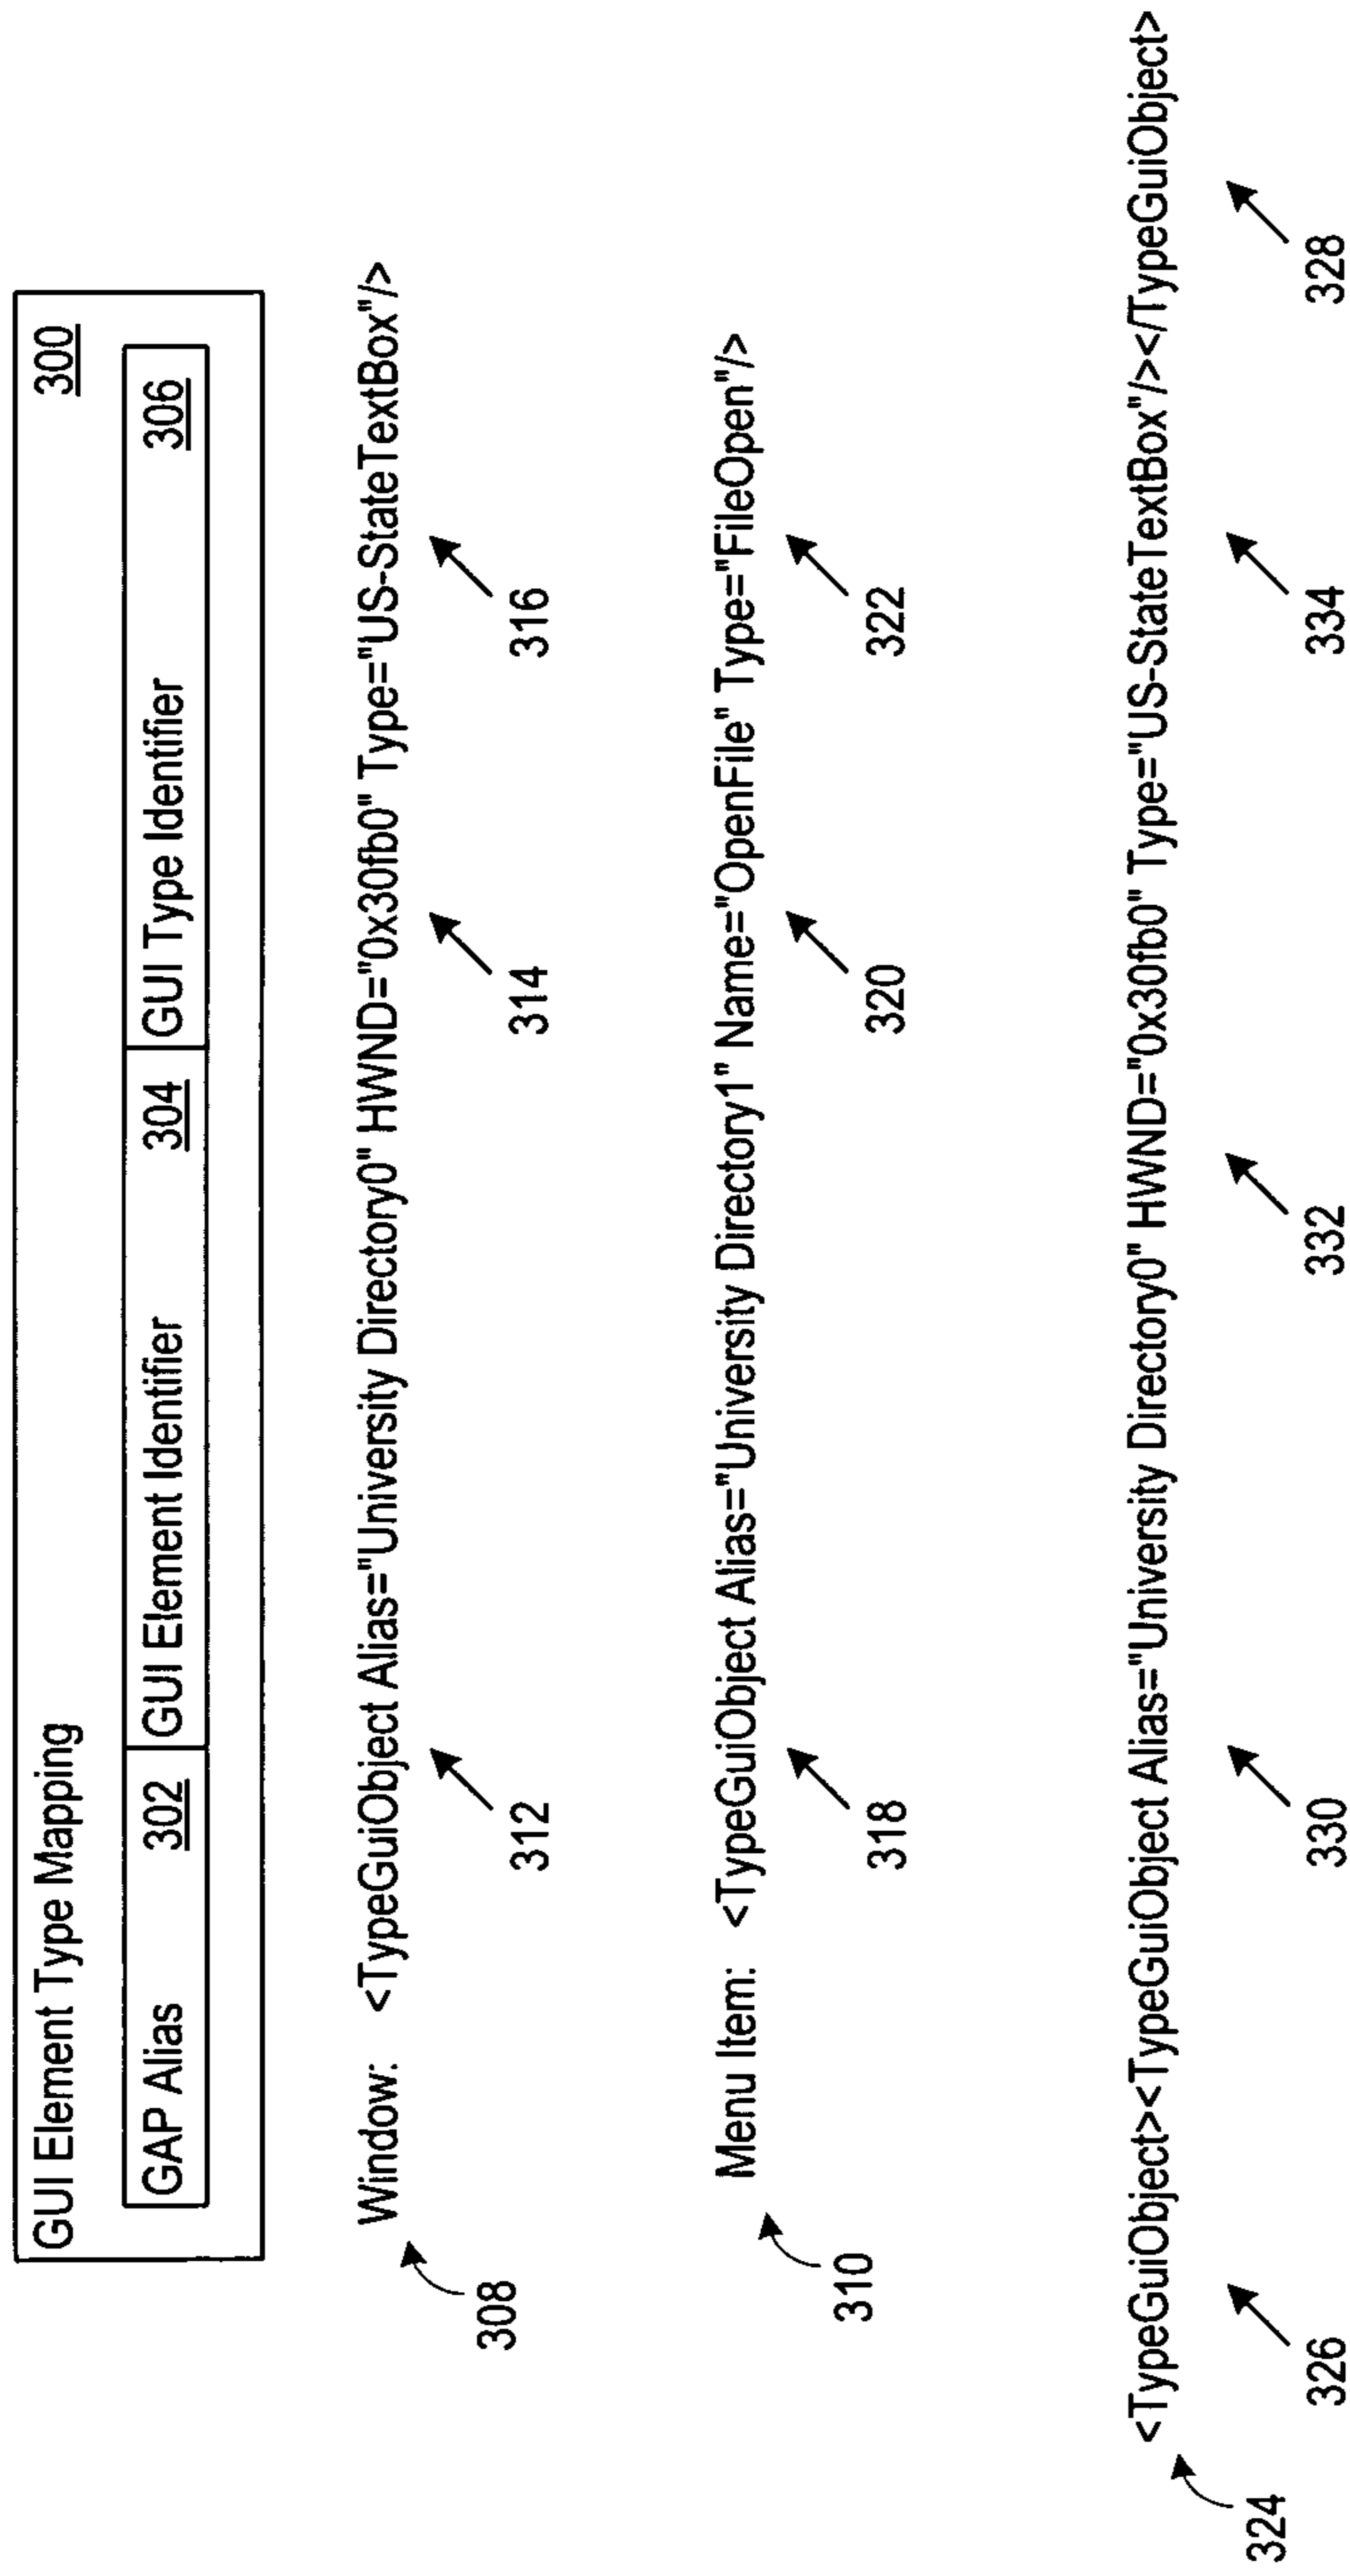 GUI Element Type Mapping 300
GAP Alias 302 GUI Element Identifier 304 GUI Type Identifier 306
308 Window: <TypeGuiObject Alias="University Directory0" HWND="0x30fb0" Type="US-StateTextBox"/>
312 314 316
310 Menu Item: <TypeGuiObject Alias="University Directory1" Name="OpenFile" Type="FileOpen"/>
318 320 322
324 <TypeGuiObject><TypeGuiObject Alias="University Directory0" HWND="0x30fb0" Type="US-StateTextBox"/></TypeGuiObject>
326 330 332 334 328